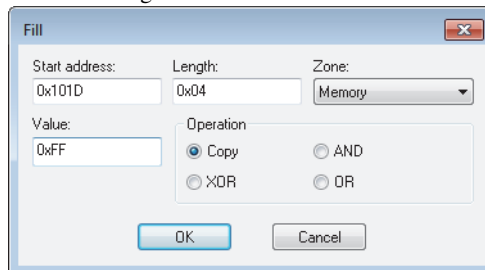 Fill
Start address:
Length:
Zone:
0x101D
0x04
Memory
Value:
Operation
0xFF
Copy
AND
XOR
OR
OK
Cancel